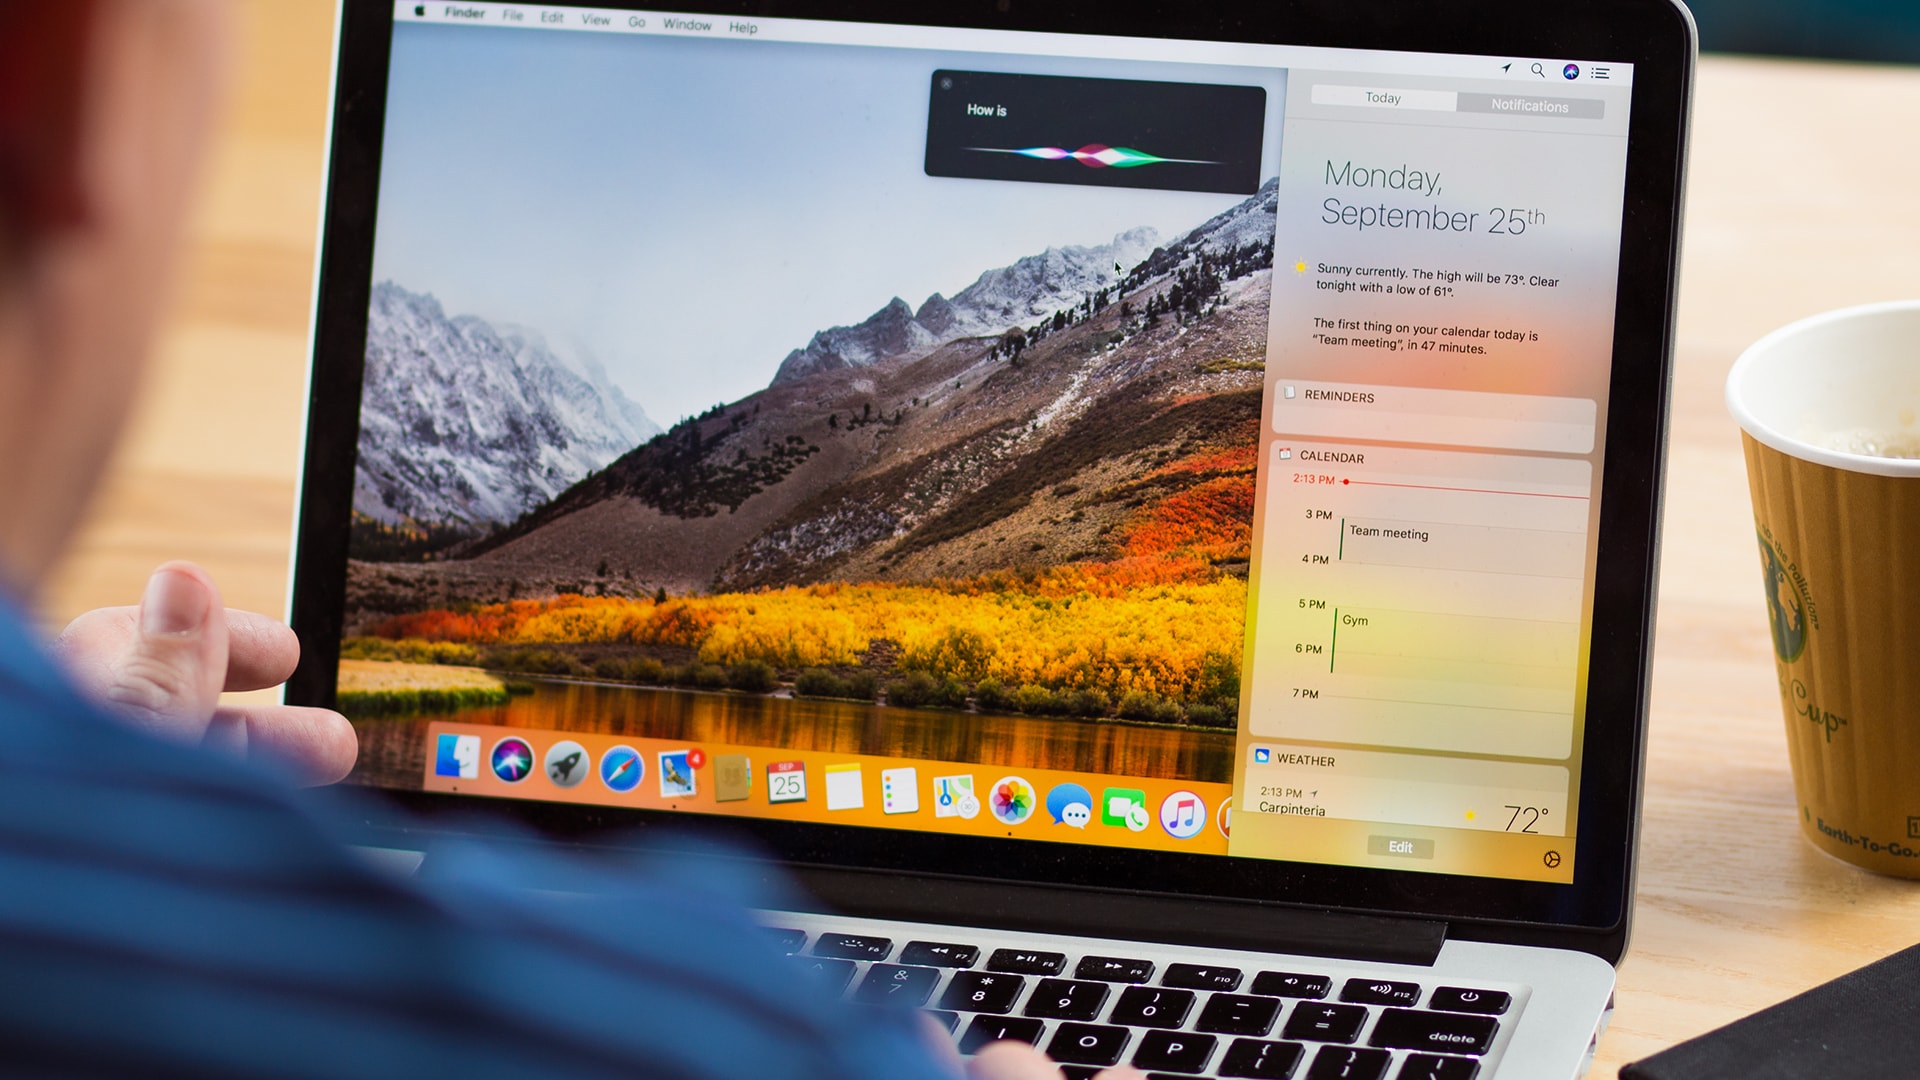 Finder File Edit View Go Window Help
How is
Today Notifications
Monday,
September 25th
Sunny currently. The high will be 73°. Clear
tonight with a low of 61°.
The first thing on your calendar today is
“Team meeting”, in 47 minutes.
REMINDERS
CALENDAR
2:13 PM
3 PM
Team meeting
4 PM
5 PM
Gym
6 PM
7 PM
WEATHER
2:13 PM
Carpinteria
72°
Edit
4
SEP
25
F6 F7 F8 F9 F10 F11 F12
& 7 * 8 ( 9 ) 0 - + =
delete
I O P { [ } ] | \
the Pollution
Cup™
Earth-To-Go